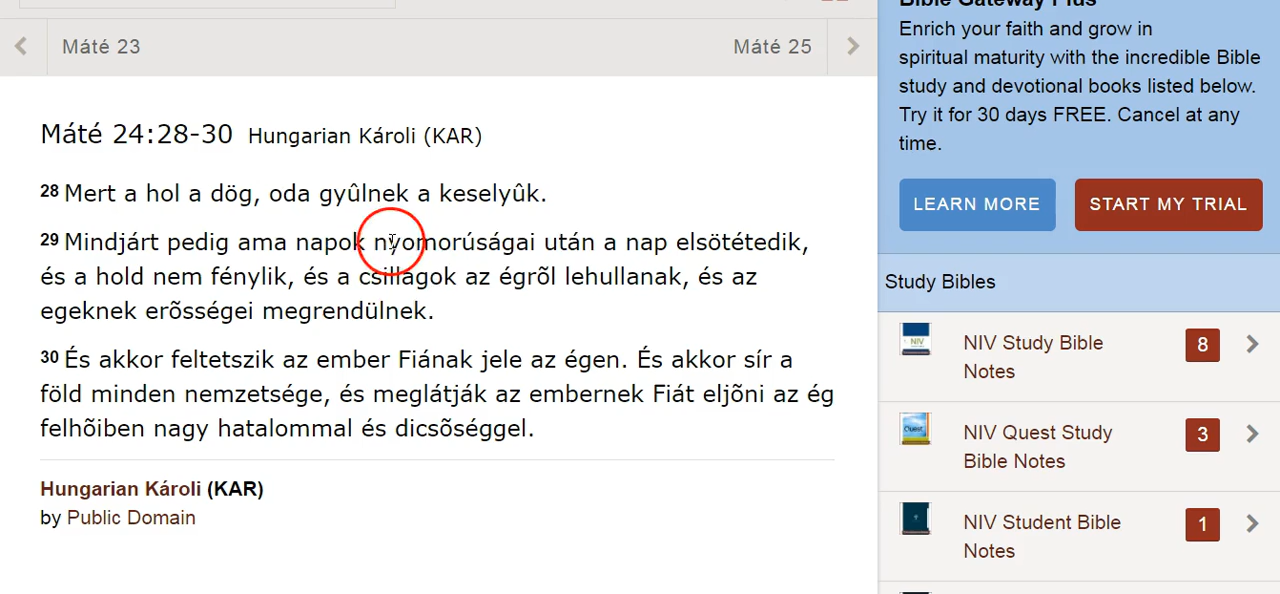 Máté 23
Máté 25
Máté 24:28-30 Hungarian Károli (KAR)
28 Mert a hol a dög, oda gyûlnek a keselyûk.
29 Mindjárt pedig ama napok nyomorúságai után a nap elsötétedik,
és a hold nem fénylik, és a csillagok az égrõl lehullanak, és az
egeknek erõsségei megrendülnek.
30 És akkor feltetszik az ember Fiának jele az égen. És akkor sír a
föld minden nemzetsége, és meglátják az embernek Fiát eljõni az ég
felhõiben nagy hatalommal és dicsõséggel.
Hungarian Károli (KAR)
by Public Domain
Bible Gateway Plus
Enrich your faith and grow in
spiritual maturity with the incredible Bible
study and devotional books listed below.
Try it for 30 days FREE. Cancel at any
time.
LEARN MORE
START MY TRIAL
Study Bibles
NIV
NIV Study Bible
Notes
8
Quest
NIV Quest Study
Bible Notes
3
NIV Student Bible
Notes
1